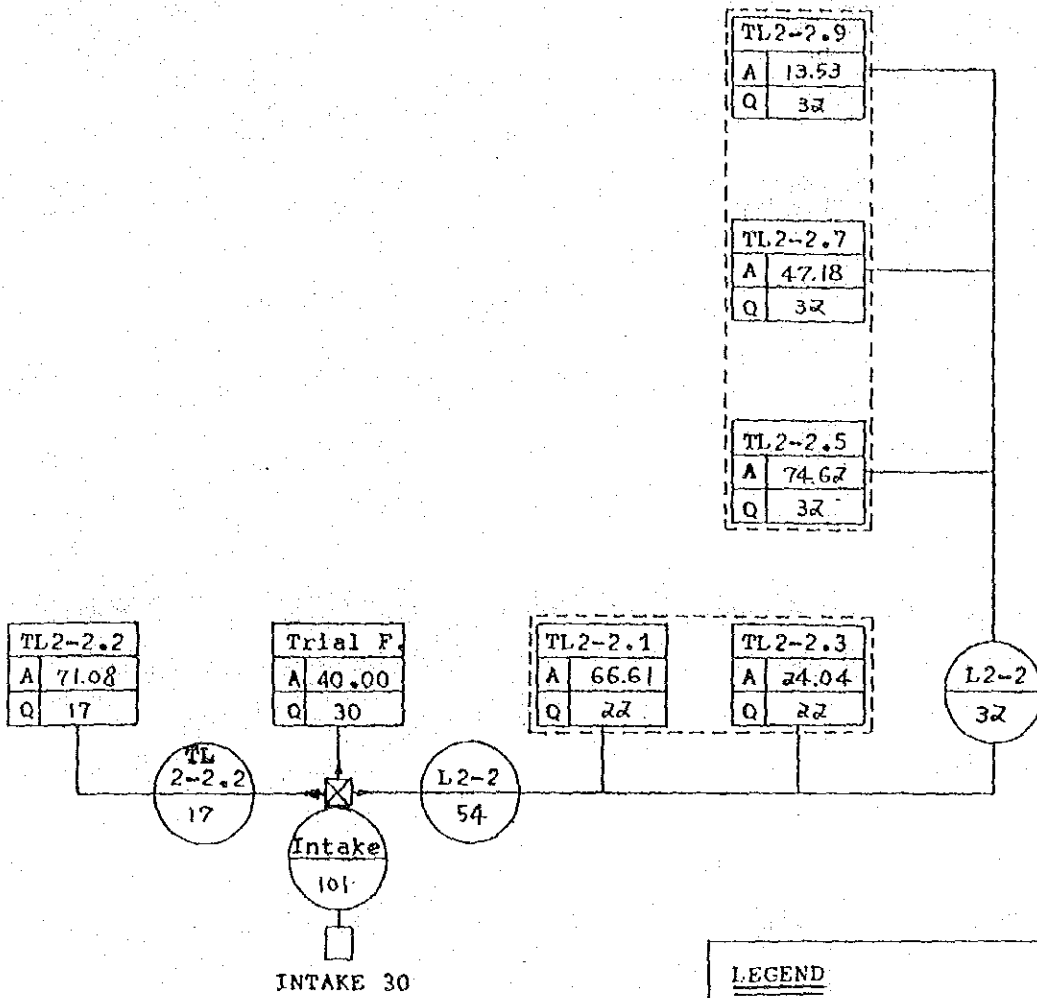 TL2-2.9
A 13.53
Q 32
TL2-2.7
A 47.18
Q 32
TL2-2.5
A 74.62
Q 32
TL2-2.2
A 71.08
Q 17
Trial F.
A 40.00
Q 30
TL2-2.1
A 66.61
Q 22
TL2-2.3
A 24.04
Q 22
L2-2
32
TL
2-2.2
17
L2-2
54
Intake
101
INTAKE 30
LEGEND